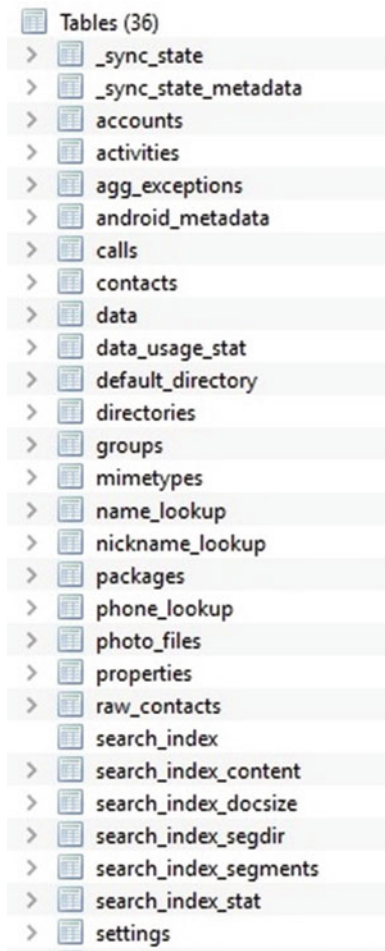 Tables (36)
_sync_state
_sync_state_metadata
accounts
activities
agg_exceptions
android_metadata
calls
contacts
data
data_usage_stat
default_directory
directories
groups
mimetypes
name_lookup
nickname_lookup
packages
phone_lookup
photo_files
properties
raw_contacts
search_index
search_index_content
search_index_docsize
search_index_segdir
search_index_segments
search_index_stat
settings